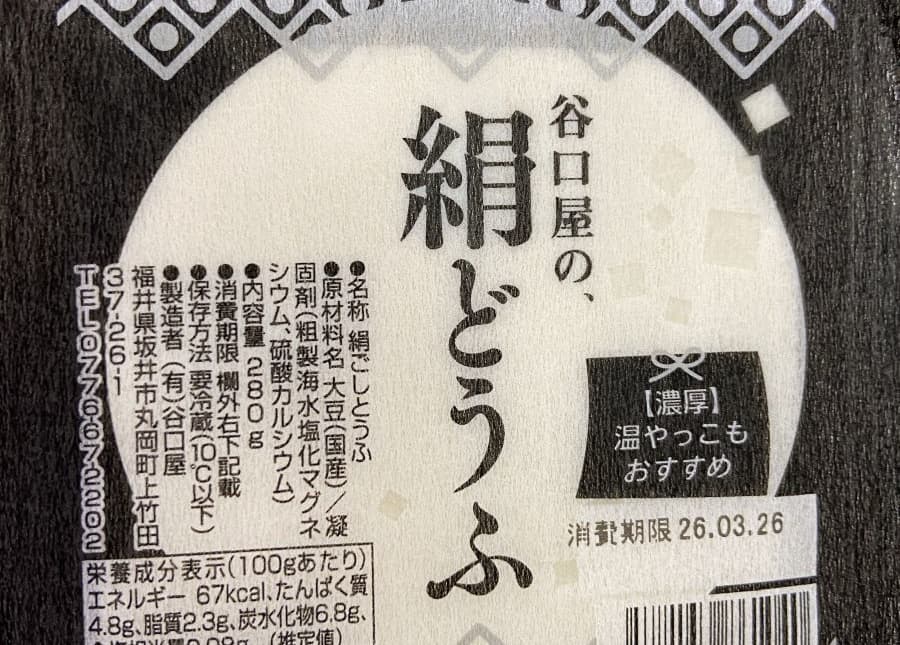 谷口屋の、
絹どうふ
【濃厚】
温やっこも
おすすめ
消費期限 26.03.26
●名称 絹ごしとうふ
●原材料名 大豆(国産)/凝
固剤(粗製海水塩化マグネ
シウム、硫酸カルシウム)
●内容量 280g
●消費期限 欄外右下記載
●保存方法 要冷蔵(10℃以下)
●製造者 (有)谷口屋
福井県坂井市丸岡町上竹田
37-26-1
TEL0776672202
栄養成分表示(100gあたり)
エネルギー 67kcal、たんぱく質
4.8g、脂質2.3g、炭水化物6.8g、
(推定値)